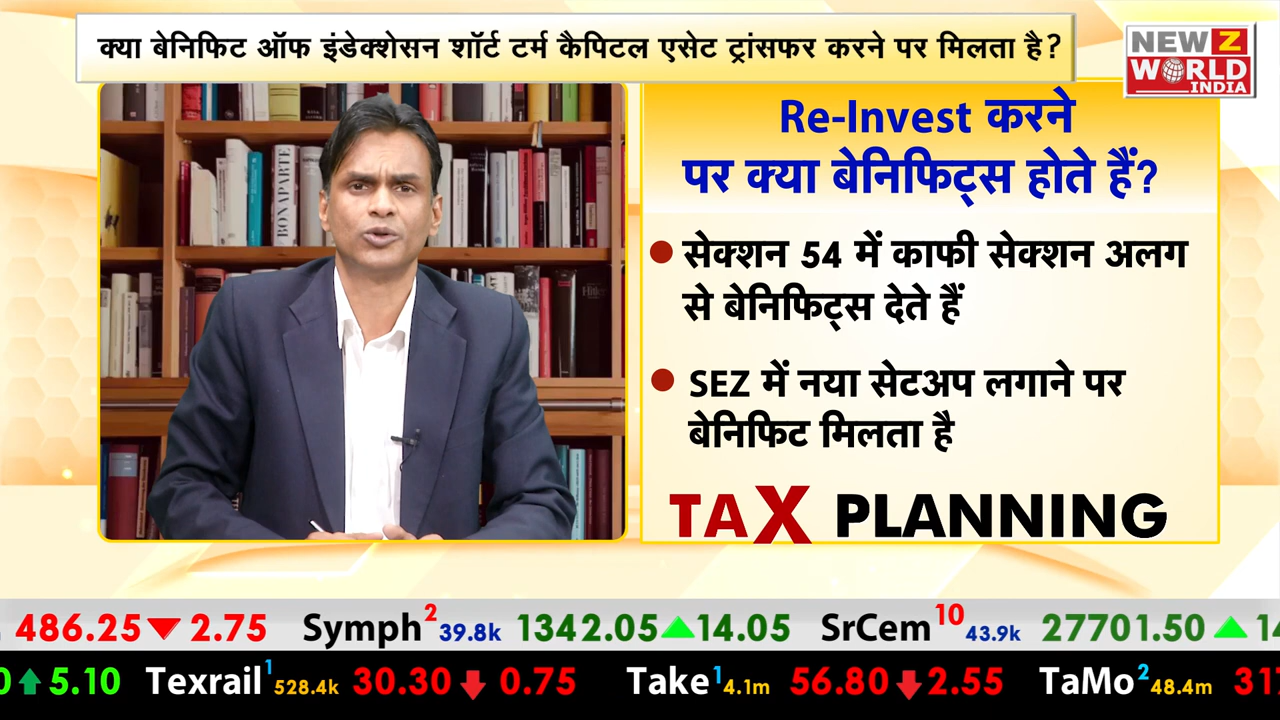 क्या बेनिफिट ऑफ इंडेक्शेसन शॉर्ट टर्म कैपिटल एसेट ट्रांसफर करने पर मिलता है?
NEWZ
WORLD
INDIA
BONAPARTE
Hitler
Re-Invest करने
पर क्या बेनिफिट्स होते हैं?
सेक्शन 54 में काफी सेक्शन अलग
से बेनिफिट्स देते हैं
SEZ में नया सेटअप लगाने पर
बेनिफिट मिलता है
TAX PLANNING
486.25 2.75 Symph 2 39.8k 1342.05 14.05 SrCem 10 43.9k 27701.50
5.10 Texrail 1 528.4k 30.30 0.75 Take 1 4.1m 56.80 2.55 TaMo 2 48.4m